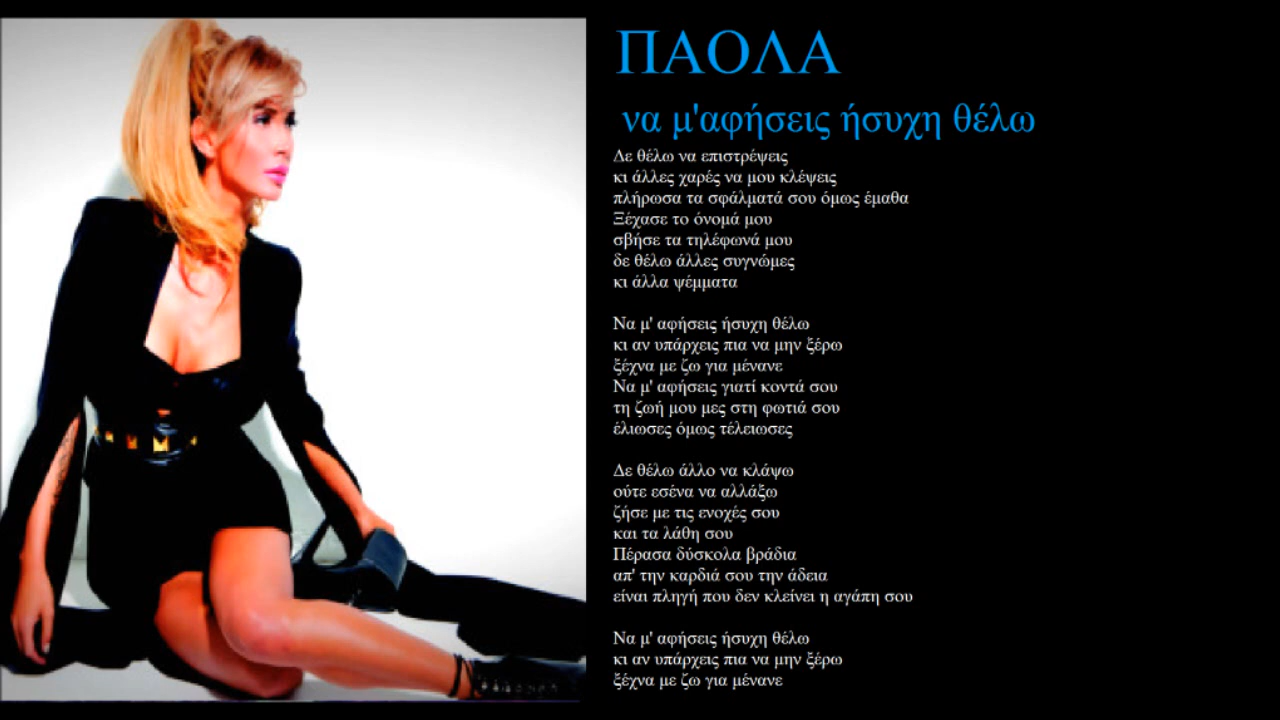 ΠΑΟΛΑ
να μ'αφήσεις ήσυχη θέλω
Δε θέλω να επιστρέψεις
κι άλλες χαρές να μου κλέψεις
πλήρωσα τα σφάλματά σου όμως έμαθα
Ξέχασε το όνομά μου
σβήσε τα τηλέφωνά μου
δε θέλω άλλες συγνώμες
κι άλλα ψέμματα
Να μ' αφήσεις ήσυχη θέλω
κι αν υπάρχεις πια να μην ξέρω
ξέχνα με ζω για μένανε
Να μ' αφήσεις γιατί κοντά σου
τη ζωή μου μες στη φωτιά σου
έλιωσες όμως τέλειωσες
Δε θέλω άλλο να κλάψω
ούτε εσένα να αλλάξω
ζήσε με τις ενοχές σου
και τα λάθη σου
Πέρασα δύσκολα βράδια
απ' την καρδιά σου την άδεια
είναι πληγή που δεν κλείνει η αγάπη σου
Να μ' αφήσεις ήσυχη θέλω
κι αν υπάρχεις πια να μην ξέρω
ξέχνα με ζω για μένανε